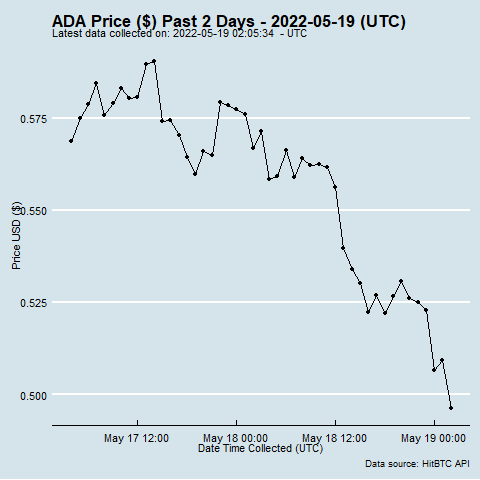 ADA Price ($) Past 2 Days - 2022-05-19 (UTC)
Latest data collected on: 2022-05-19 02:05:34  - UTC
0.575
0.550
Price USD ($)
0.525
0.500
May 17 12:00
May 18 00:00
May 18 12:00
May 19 00:00
Date Time Collected (UTC)
Data source: HitBTC API